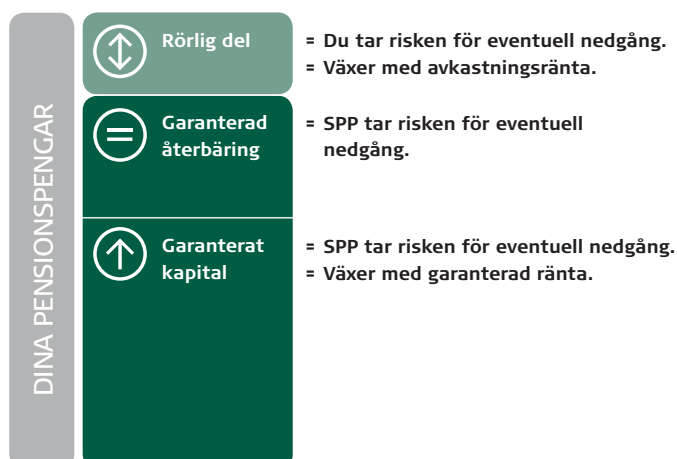 DINA PENSIONSPENGAR
Rörlig del
= Du tar risken för eventuell nedgång.
= Växer med avkastningsränta.
Garanterad
återbäring
= SPP tar risken för eventuell
nedgång.
Garanterat
kapital
= SPP tar risken för eventuell nedgång.
= Växer med garanterad ränta.